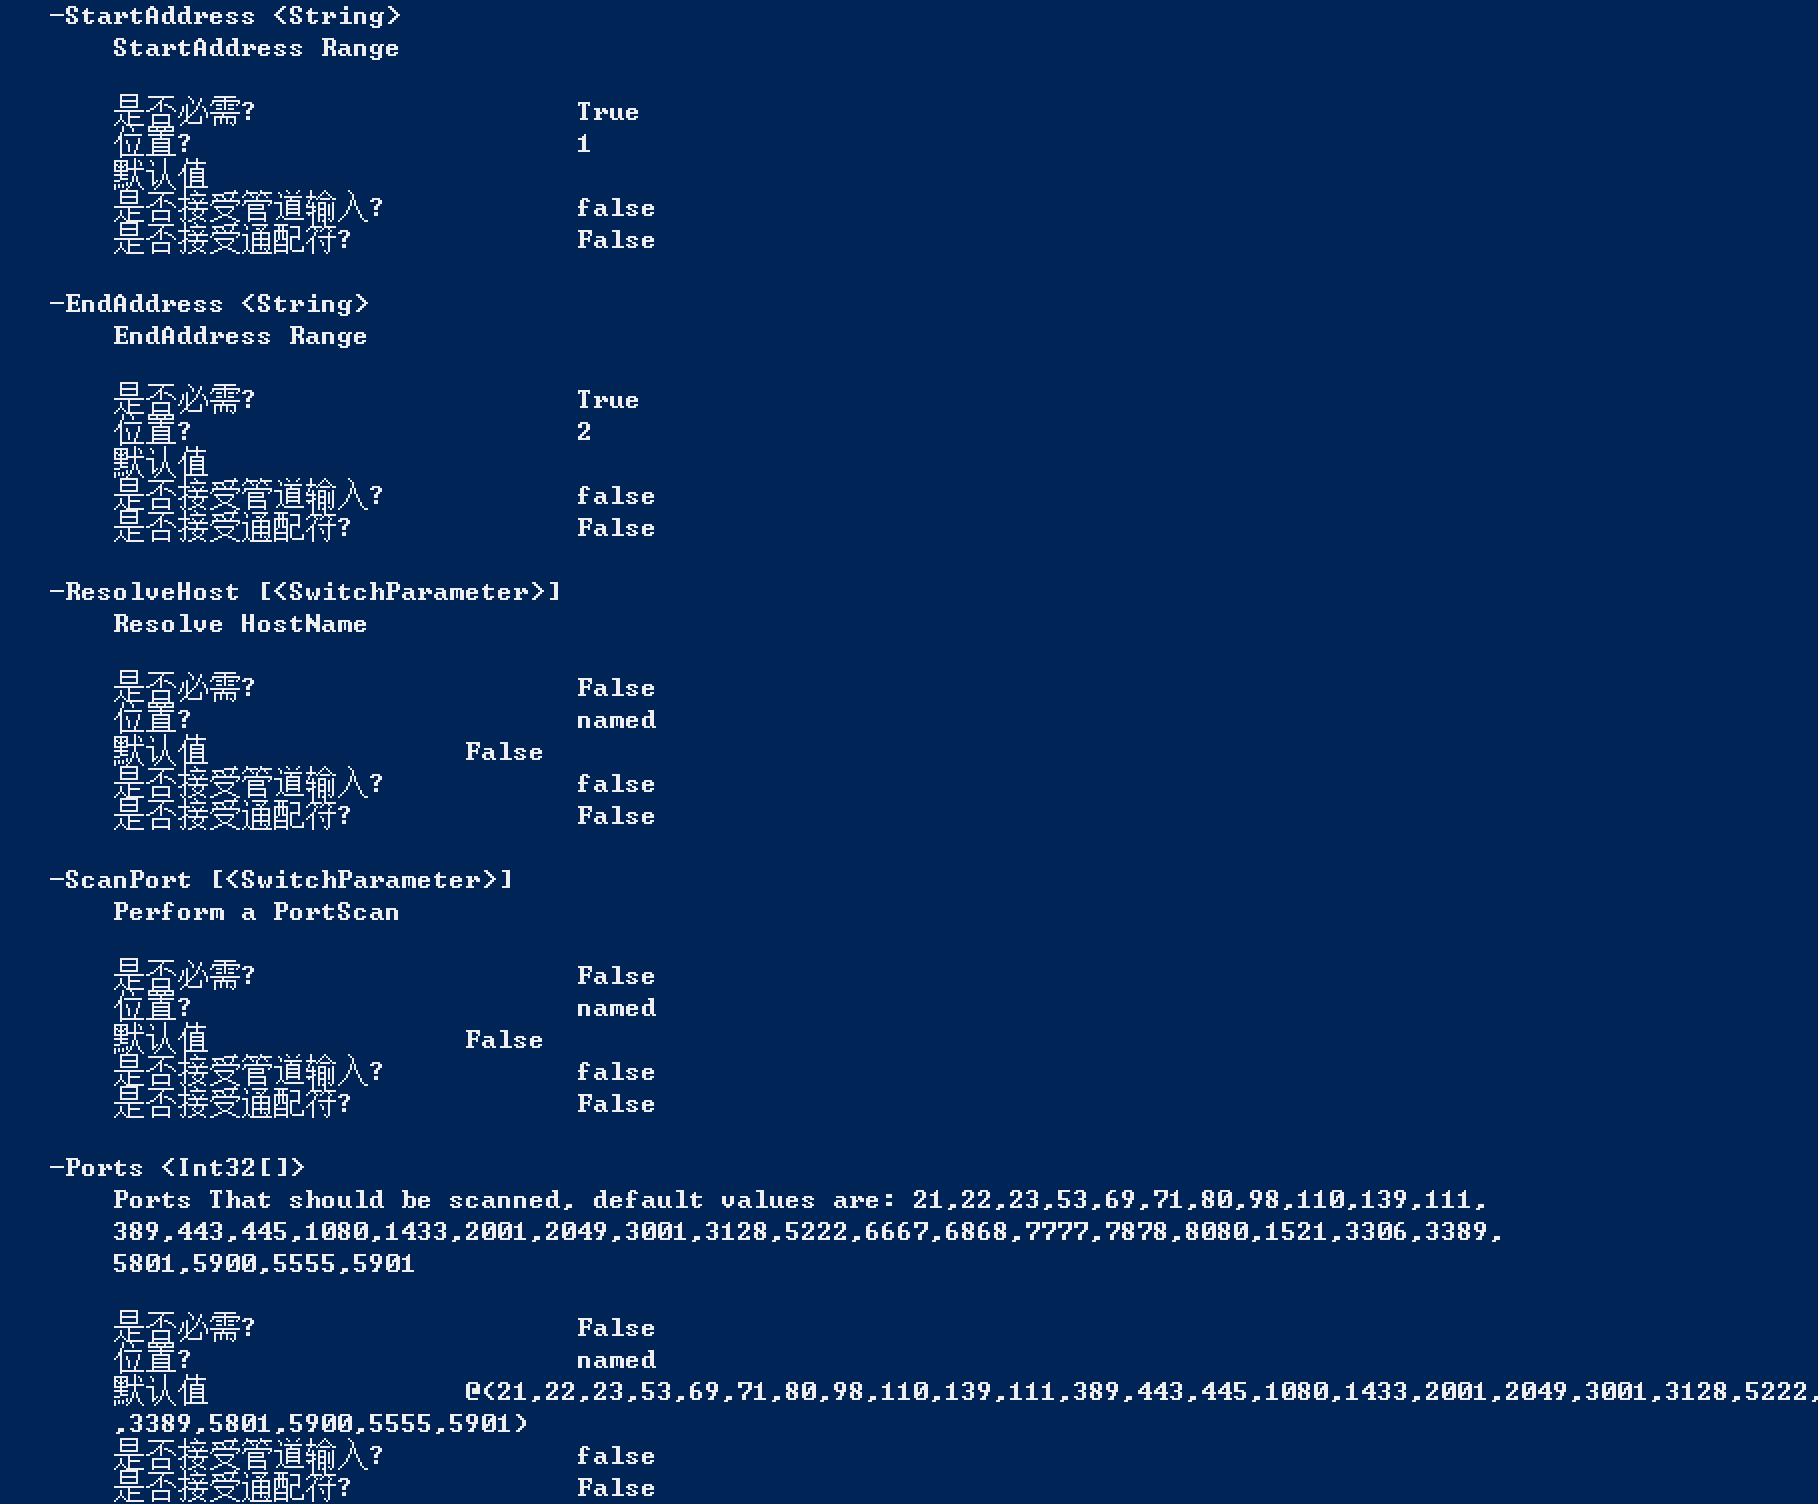 -StartAddress <String>
StartAddress Range
是否必需? True
位置? 1
默认值
是否接受管道输入? false
是否接受通配符? False
-EndAddress <String>
EndAddress Range
是否必需? True
位置? 2
默认值
是否接受管道输入? false
是否接受通配符? False
-ResolveHost [<SwitchParameter>]
Resolve HostName
是否必需? False
位置? named
默认值 False
是否接受管道输入? false
是否接受通配符? False
-ScanPort [<SwitchParameter>]
Perform a PortScan
是否必需? False
位置? named
默认值 False
是否接受管道输入? false
是否接受通配符? False
-Ports <Int32[]>
Ports That should be scanned, default values are: 21,22,23,53,69,71,80,98,110,139,111,
389,443,445,1080,1433,2001,2049,3001,3128,5222,6667,6868,7777,7878,8080,1521,3306,3389,
5801,5900,5555,5901
是否必需? False
位置? named
默认值 @(21,22,23,53,69,71,80,98,110,139,111,389,443,445,1080,1433,2001,2049,3001,3128,5222,
,3389,5801,5900,5555,5901)
是否接受管道输入? false
是否接受通配符? False